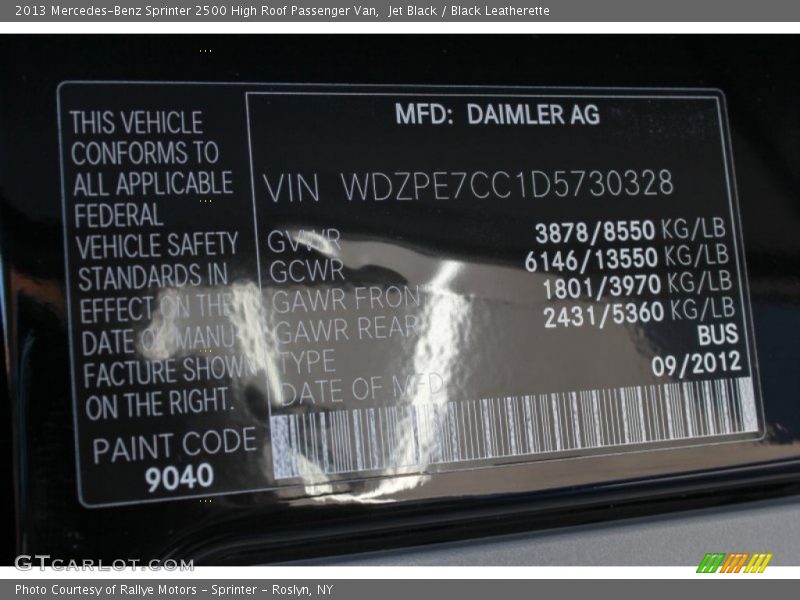 2013 Mercedes-Benz Sprinter 2500 High Roof Passenger Van,  Jet Black / Black Leatherette
THIS VEHICLE
CONFORMS TO
ALL APPLICABLE
FEDERAL
VEHICLE SAFETY
STANDARDS IN
EFFECT ON THE
DATE OF MANU-
FACTURE SHOWN
ON THE RIGHT.
PAINT CODE
9040
MFD: DAIMLER AG
VIN WDZPE7CC1D5730328
GVWR 3878/8550 KG/LB
GCWR 6146/13550 KG/LB
GAWR FRONT 1801/3970 KG/LB
GAWR REAR 2431/5360 KG/LB
TYPE BUS
DATE OF MFD 09/2012
GTCARLOT.COM
Photo Courtesy of Rallye Motors - Sprinter - Roslyn, NY